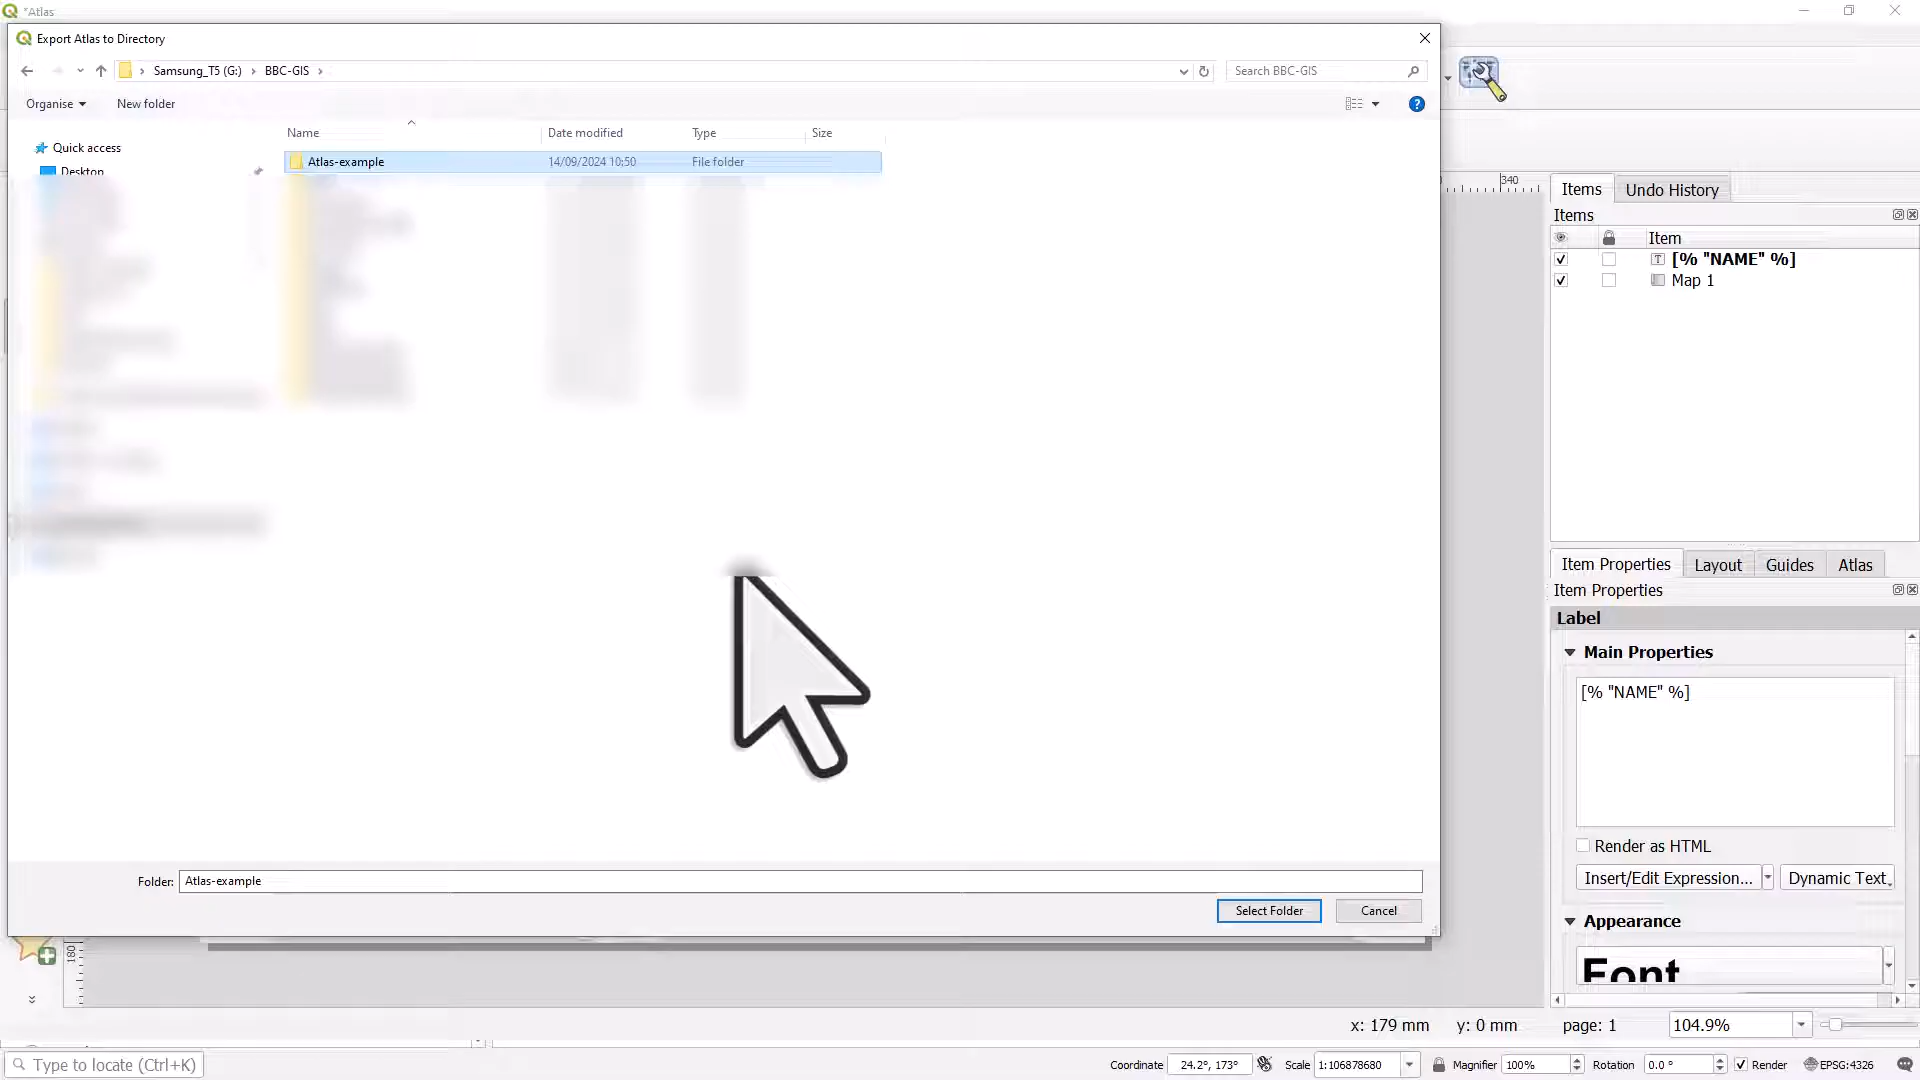 *Atlas
Export Atlas to Directory
Samsung_T5 (G:) BBC-GIS
Search BBC-GIS
Organise New folder
Name Date modified Type Size
Quick access
Desktop
Atlas-example 14/09/2024 10:50 File folder
340
Items Undo History
Items
Item
[% "NAME" %]
Map 1
Item Properties Layout Guides Atlas
Item Properties
Label
Main Properties
[% "NAME" %]
Render as HTML
Insert/Edit Expression... Dynamic Text
Appearance
Font
Folder: Atlas-example
Select Folder Cancel
180
x: 179 mm y: 0 mm page: 1 104.9%
Type to locate (Ctrl+K)
Coordinate 24.2°, 173° Scale 1:106878680 Magnifier 100% Rotation 0.0 ° Render EPSG:4326